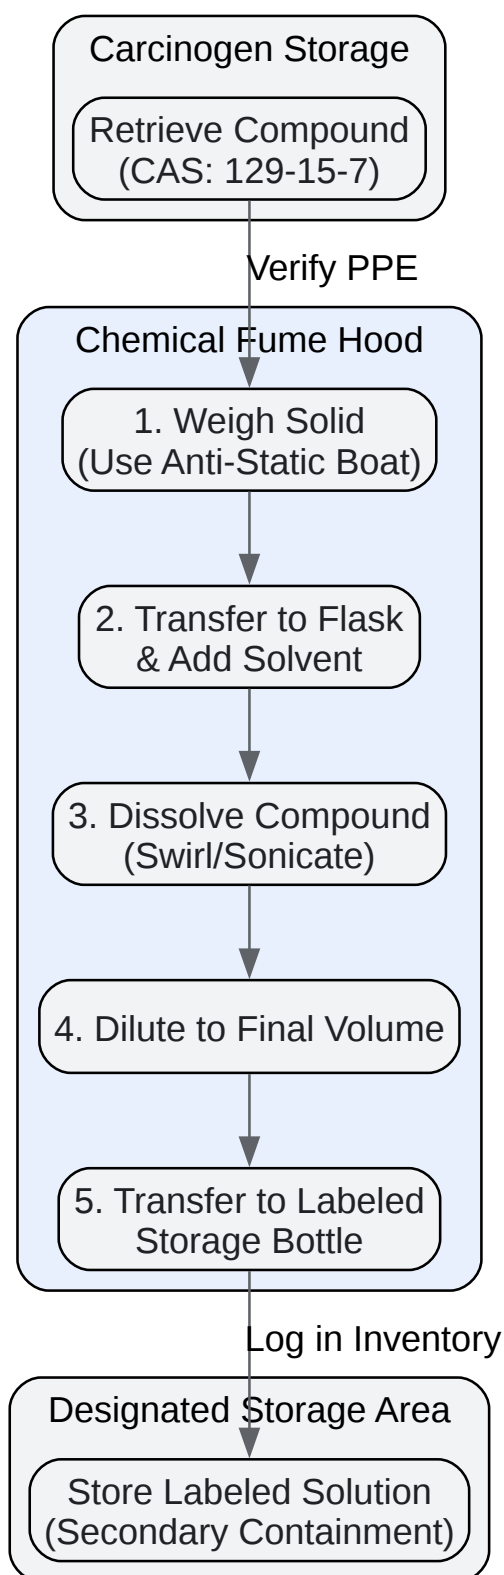 Carcinogen Storage
Retrieve Compound
(CAS: 129-15-7)
Verify PPE
Chemical Fume Hood
1. Weigh Solid
(Use Anti-Static Boat)
2. Transfer to Flask
& Add Solvent
3. Dissolve Compound
(Swirl/Sonicate)
4. Dilute to Final Volume
5. Transfer to Labeled
Storage Bottle
Log in Inventory
Designated Storage Area
Store Labeled Solution
(Secondary Containment)